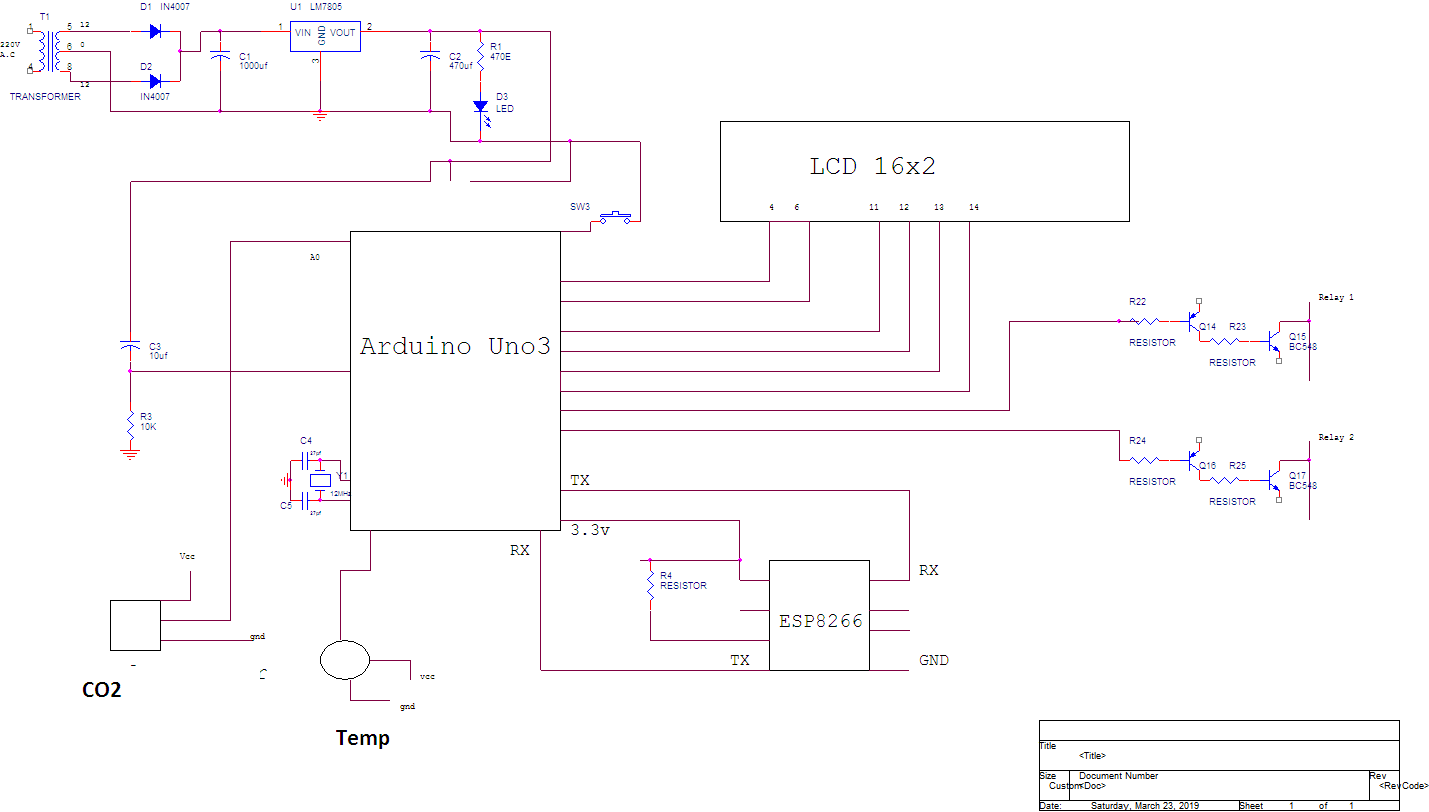 D1 IN4007
T1
1
5
12
6
0
8
12
4
220V
A.C
TRANSFORMER
D2
IN4007
U1 LM7805
1
VIN
GND
VOUT
2
3
C1
1000uf
C2
470uf
R1
470E
D3
LED
SW3
LCD 16x2
4 6 11 12 13 14
A0
Arduino Uno3
C3
10uf
R3
10K
C4
27pf
Y1
12MHz
C5
27pf
TX
3.3v
RX
R22
RESISTOR
Q14
R23
RESISTOR
Q15
BC548
Relay 1
R24
RESISTOR
Q16
R25
RESISTOR
Q17
BC548
Relay 2
R4
RESISTOR
ESP8266
RX
TX
GND
Vcc
gnd
CO2
vcc
gnd
Temp
Title
<Title>
Size
Custom
Document Number
<Doc>
Rev
<RevCode>
Date: Saturday, March 23, 2019 Sheet 1 of 1